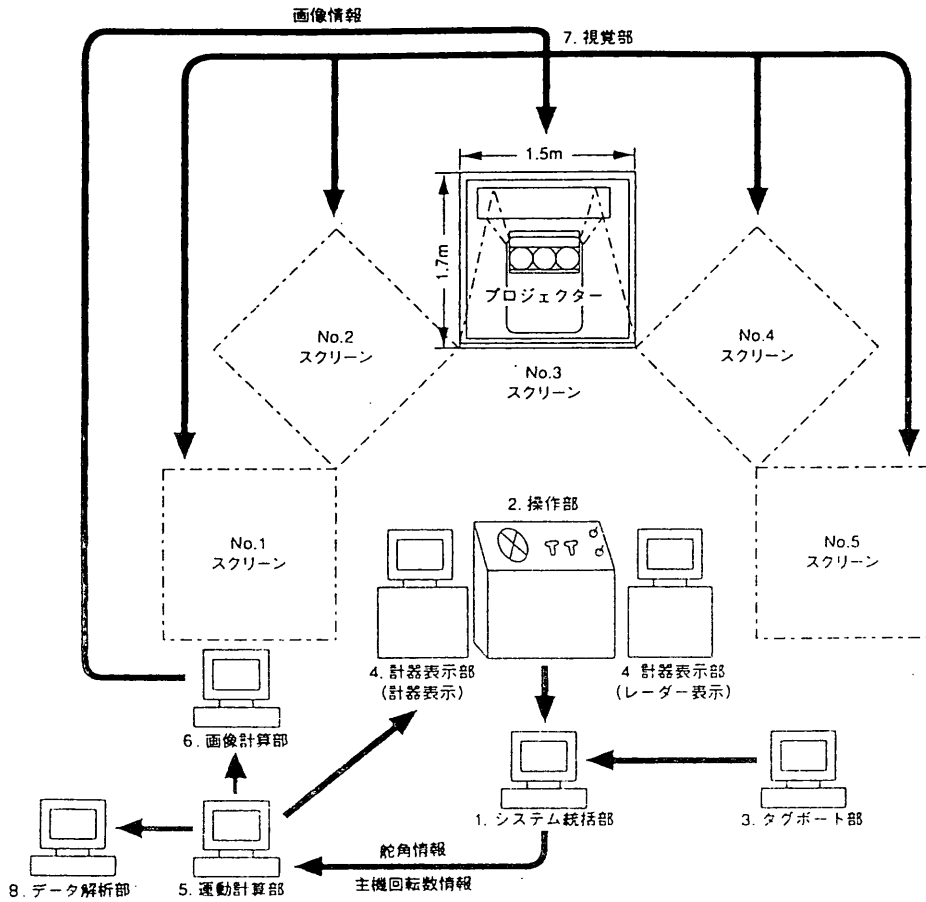 画像情報
7. 視覚部
1.5m
1.7m
プロジェクター
No.2
スクリーン
No.3
スクリーン
No.4
スクリーン
No.1
スクリーン
2. 操作部
No.5
スクリーン
4. 計器表示部
(計器表示)
4 計器表示部
(レーダー表示)
6. 画像計算部
1. システム統括部
3. タグボート部
舵角情報
主機回転数情報
8. データ解析部
5.運動計算部